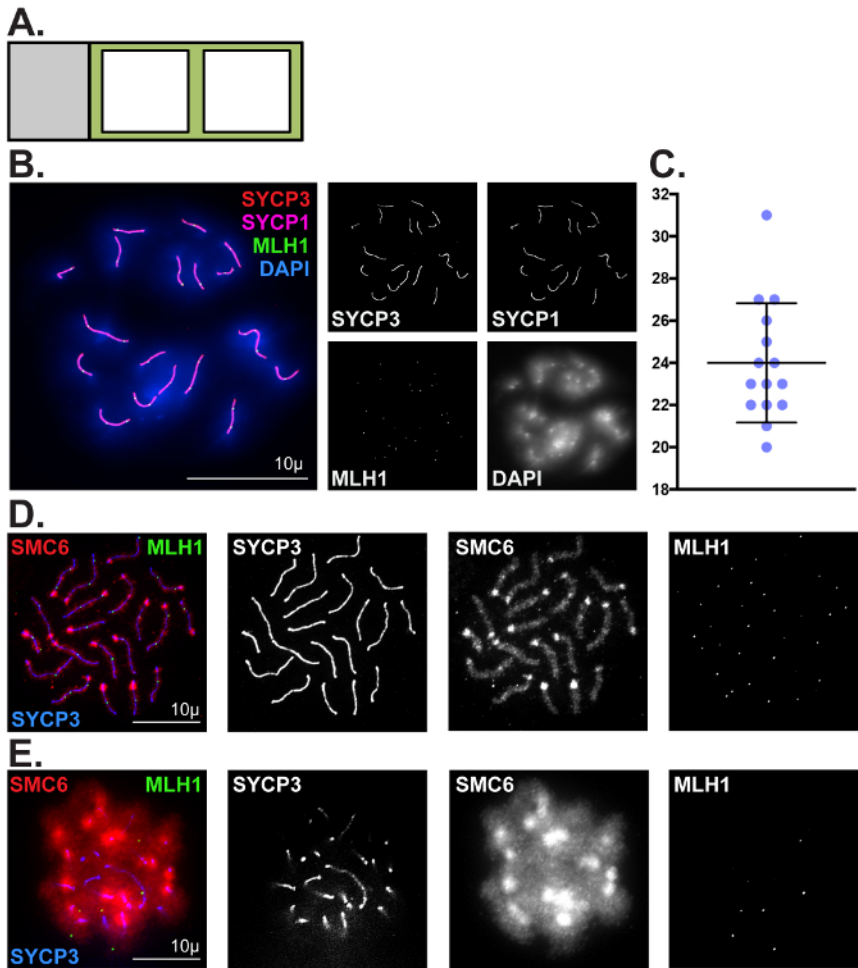 A.
B.
SYCP3
SYCP1
MLH1
DAPI
10μ
SYCP3
SYCP1
MLH1
DAPI
C.
32
30
28
26
24
22
20
18
D.
SMC6
MLH1
SYCP3
10μ
SYCP3
SMC6
MLH1
E.
SMC6
MLH1
SYCP3
10μ
SYCP3
SMC6
MLH1